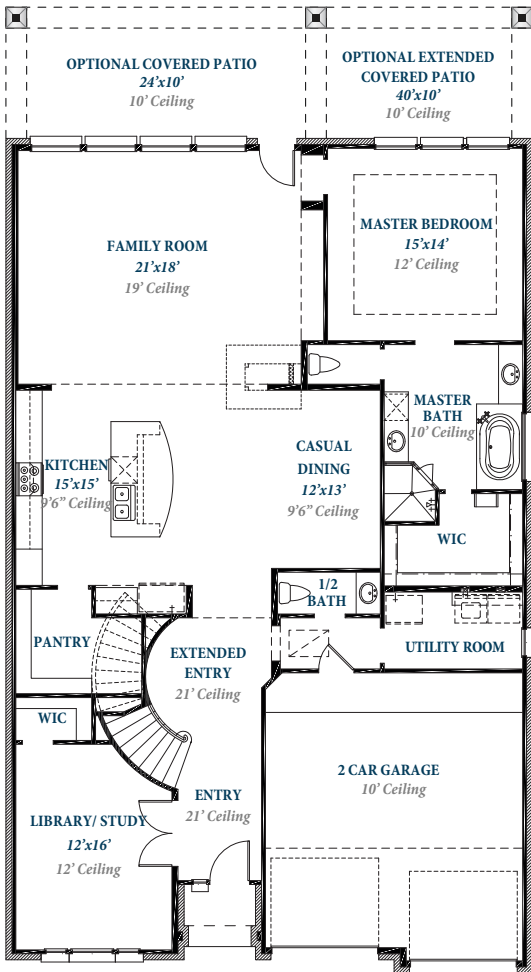 OPTIONAL COVERED PATIO
24’x10’
10’ Ceiling
OPTIONAL EXTENDED
COVERED PATIO
40’x10’
10’ Ceiling
FAMILY ROOM
21’x18’
19’ Ceiling
MASTER BEDROOM
15’x14’
12’ Ceiling
MASTER
BATH
10’ Ceiling
KITCHEN
15’x15’
9’6” Ceiling
CASUAL
DINING
12’x13’
9’6” Ceiling
WIC
1/2
BATH
PANTRY
EXTENDED
ENTRY
21’ Ceiling
UTILITY ROOM
WIC
LIBRARY/ STUDY
12’x16’
12’ Ceiling
ENTRY
21’ Ceiling
2 CAR GARAGE
10’ Ceiling